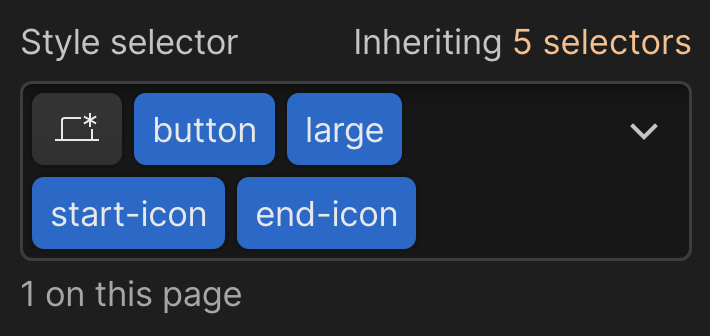 Style selector Inheriting 5 selectors
button large
start-icon end-icon
1 on this page